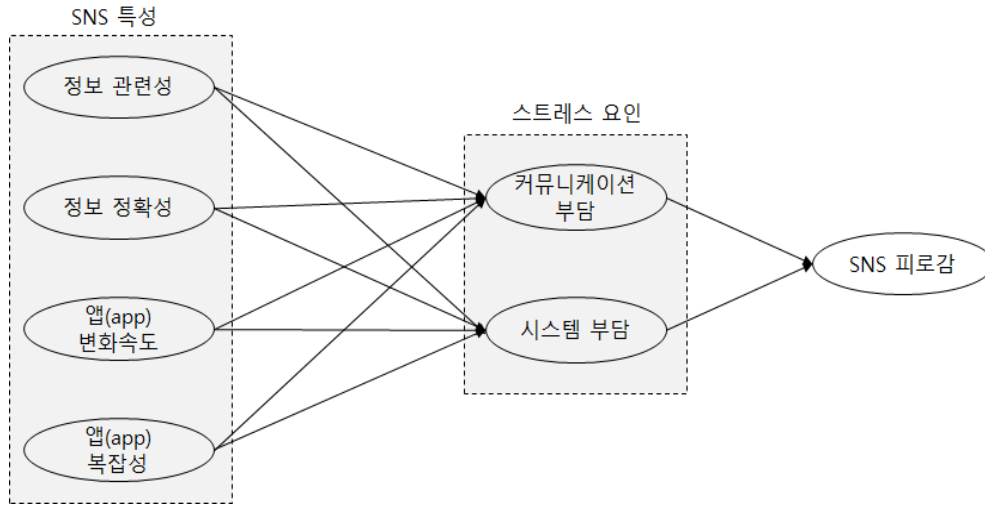 SNS 특성
정보 관련성
정보 정확성
앱(app)
변화속도
앱(app)
복잡성
스트레스 요인
커뮤니케이션
부담
시스템 부담
SNS 피로감